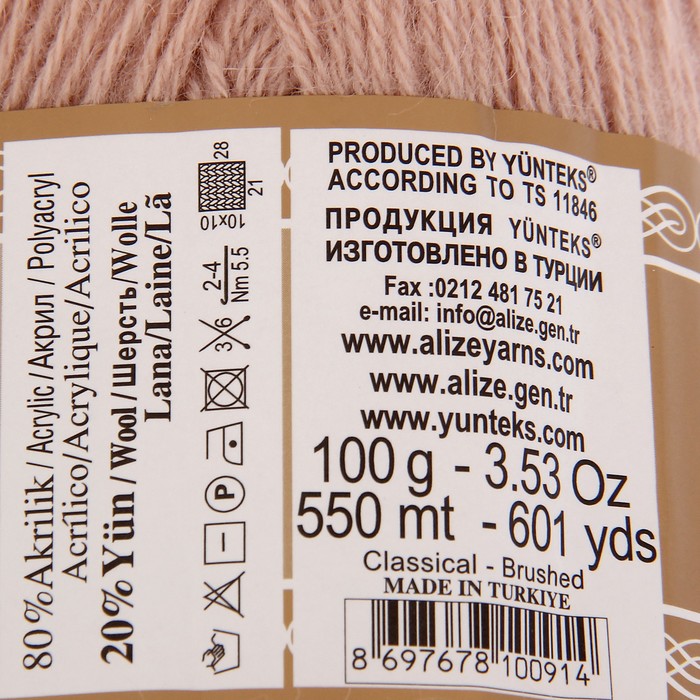 80%Akrilik / Acrylic / Акрил / Polyacryl
Acrílico/Acrylique/Acrilico
20%Yün / Wool / Шерсть / Wolle
Lana/Laine/Lã
28
21
10x10
2-4
Nm 5.5
3 6
P
PRODUCED BY YÜNTEKS®
ACCORDING TO TS 11846
ПРОДУКЦИЯ YÜNTEKS®
ИЗГОТОВЛЕНО В ТУРЦИИ
Fax :0212 481 75 21
e-mail: info@alize.gen.tr
www.alizeyarns.com
www.alize.gen.tr
www.yunteks.com
100 g - 3.53 Oz
550 mt - 601 yds
Classical - Brushed
MADE IN TURKIYE
8 697678 100914